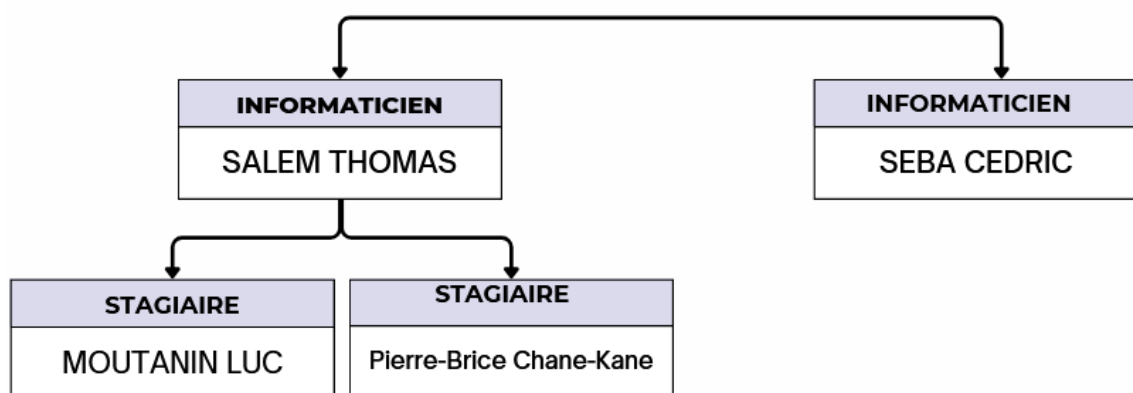 INFORMATICIEN
SALEM THOMAS
INFORMATICIEN
SEBA CEDRIC
STAGIAIRE
MOUTANIN LUC
STAGIAIRE
Pierre-Brice Chane-Kane